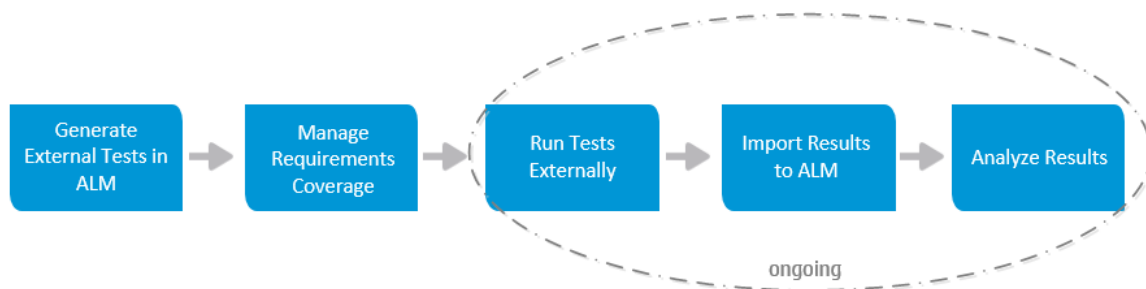 Generate
External Tests in
ALM
Manage
Requirements
Coverage
Run Tests
Externally
Import Results
to ALM
Analyze Results
ongoing